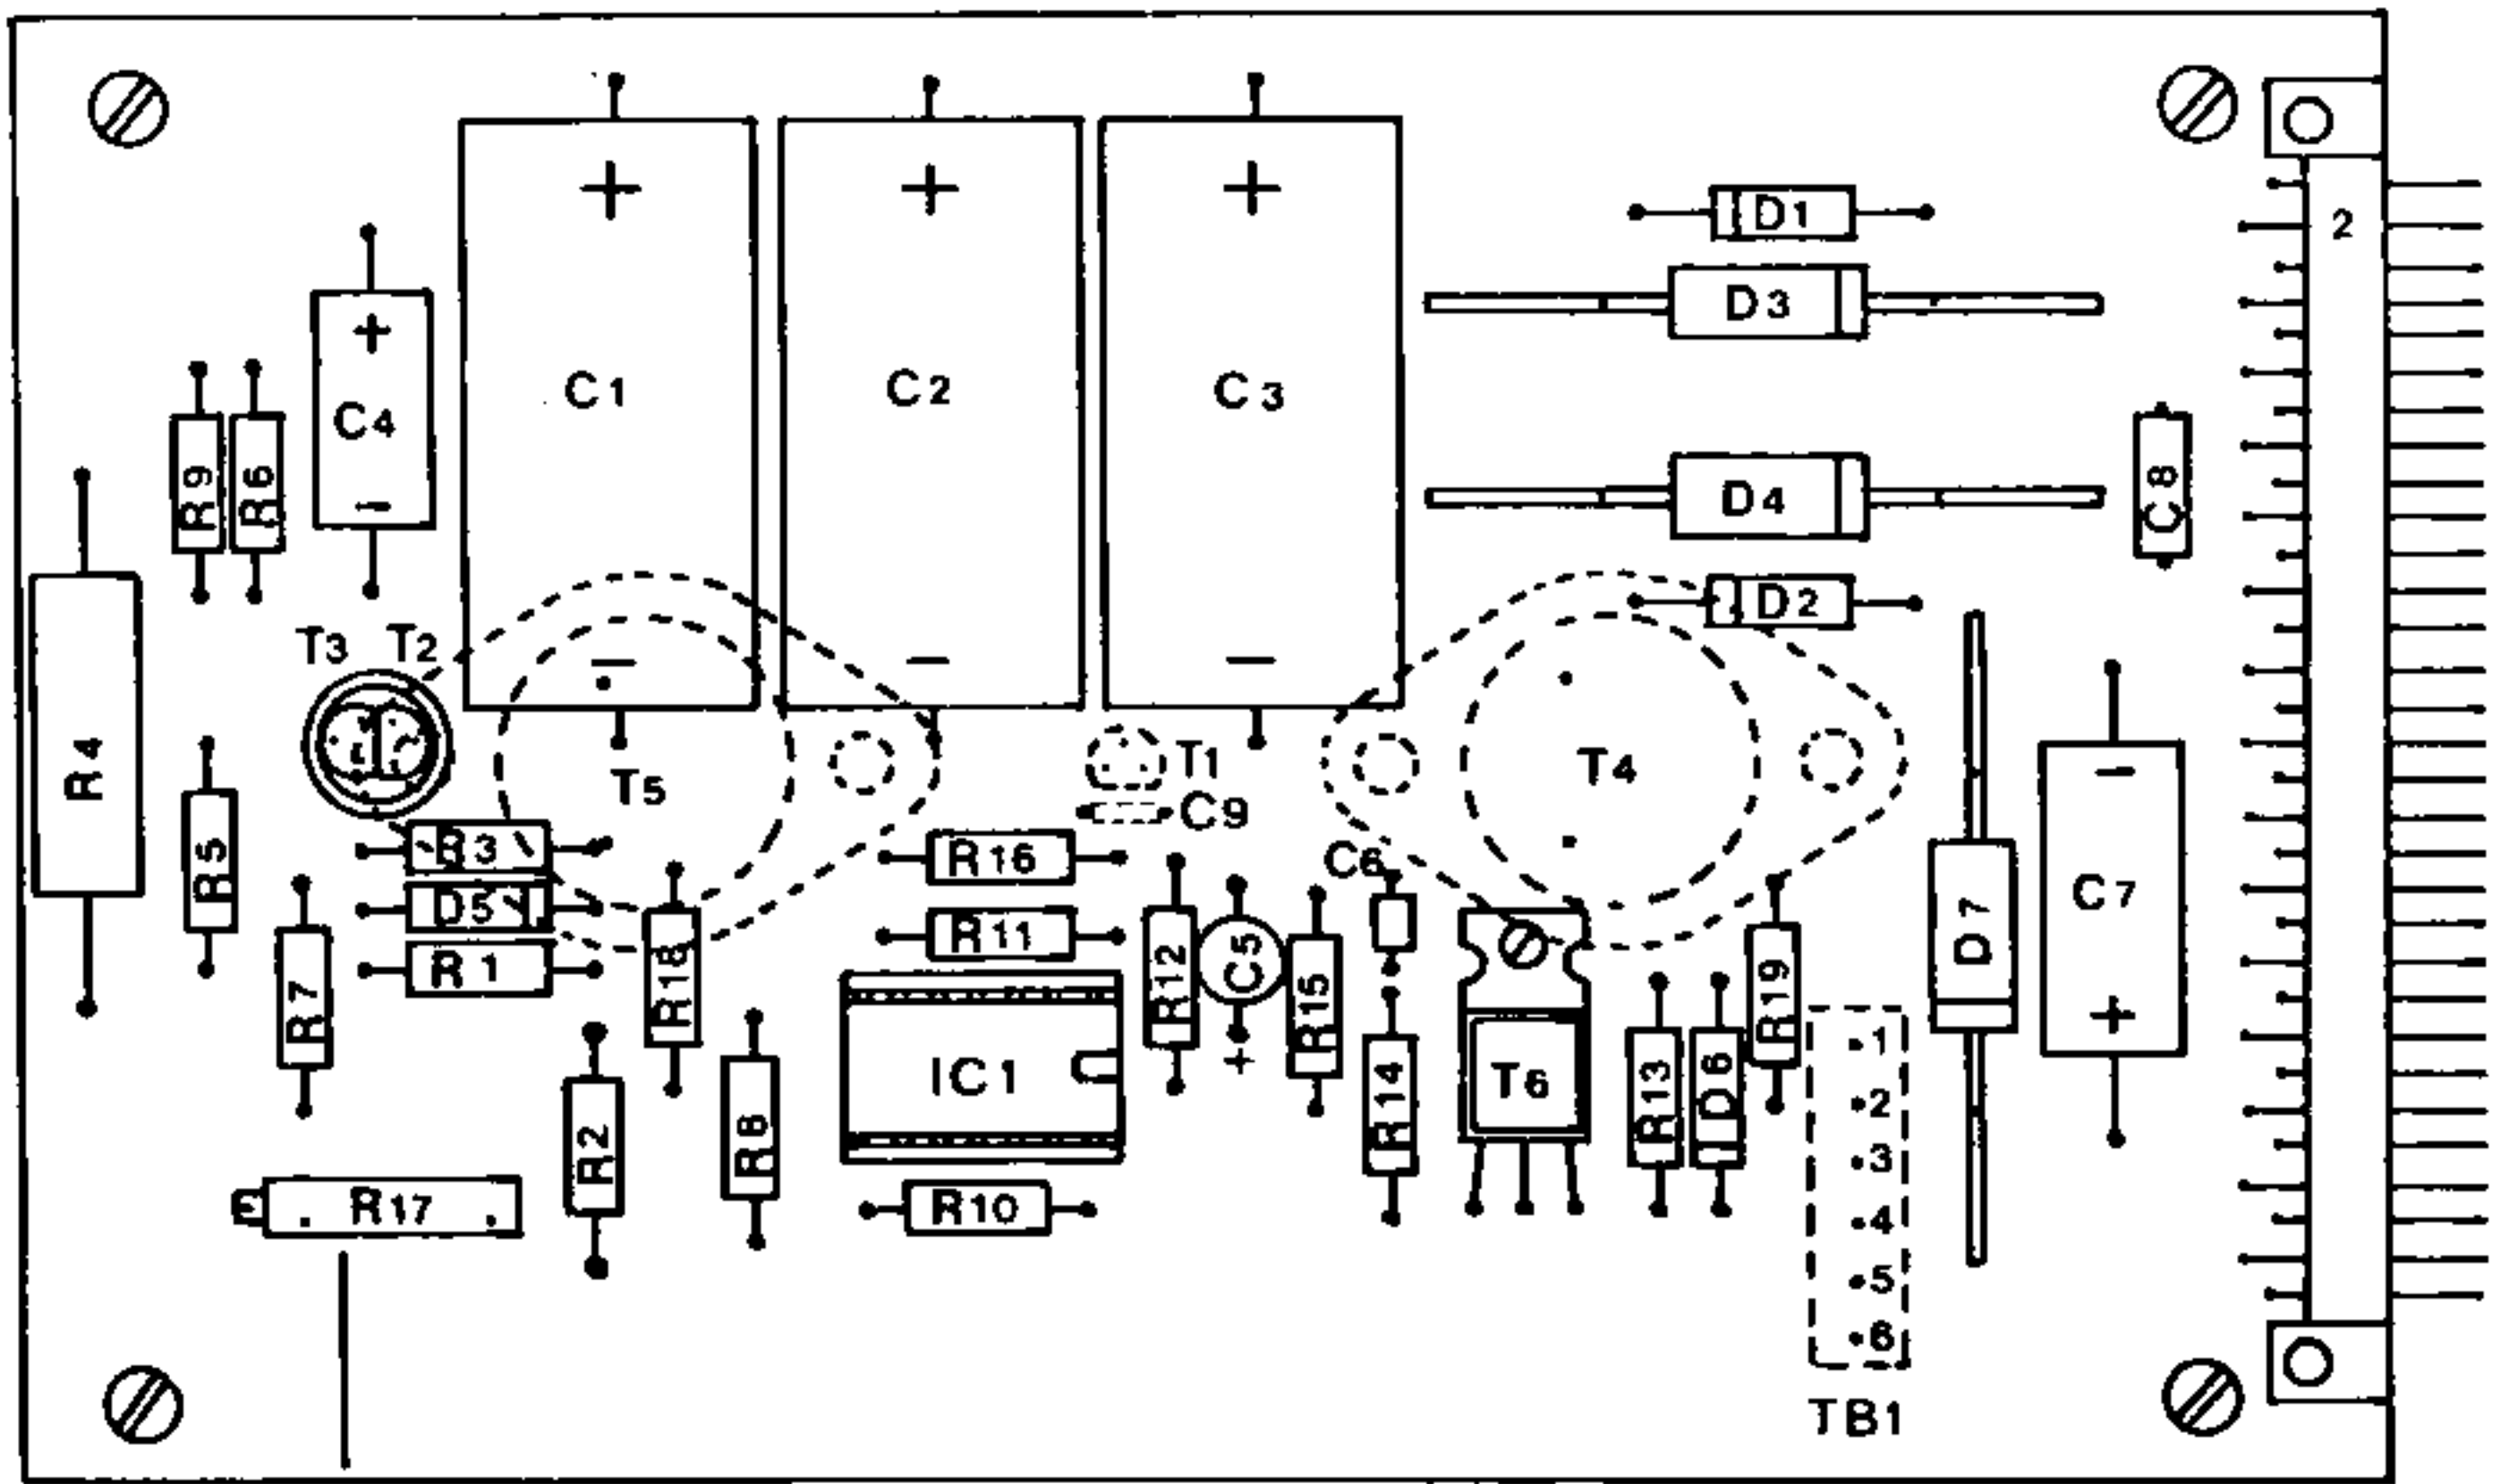 D1
2
D3
C1
C2
C3
C4
R9
R6
D4
C8
D2
T3
T2
R4
T5
T1
T4
C9
R5
R3
R16
C6
D5
R11
R1
R18
R12
C5
R15
D7
C7
R7
R19
IC1
R14
T6
R13
D6
1
2
3
4
5
6
R2
R8
R17
R10
TB1